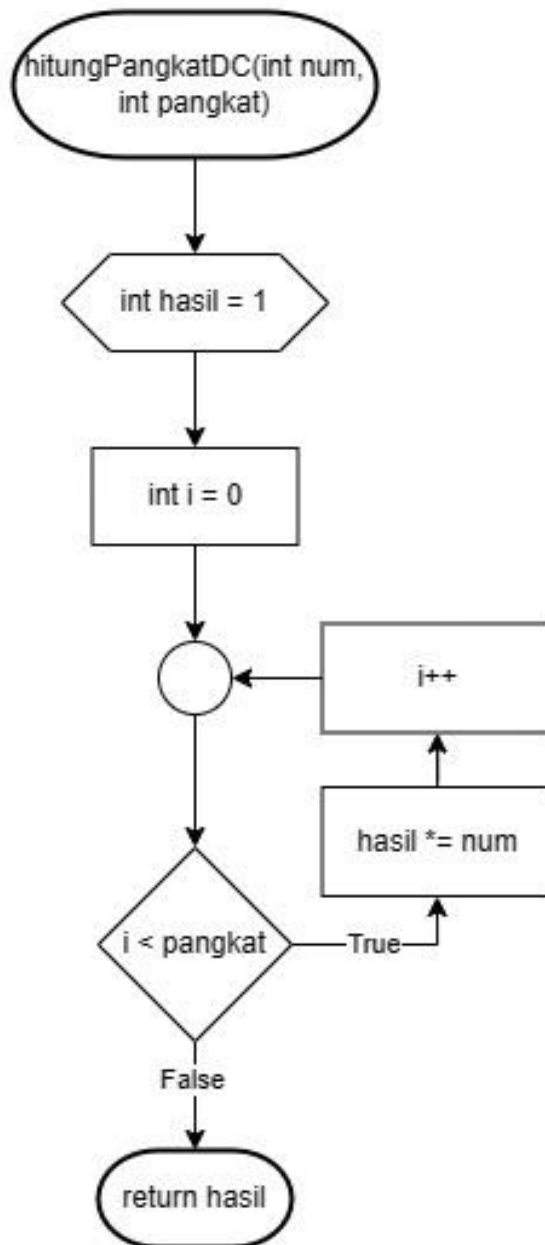 hitungPangkatDC(int num,
int pangkat)
int hasil = 1
int i = 0
i++
hasil *= num
i < pangkat
True
False
return hasil